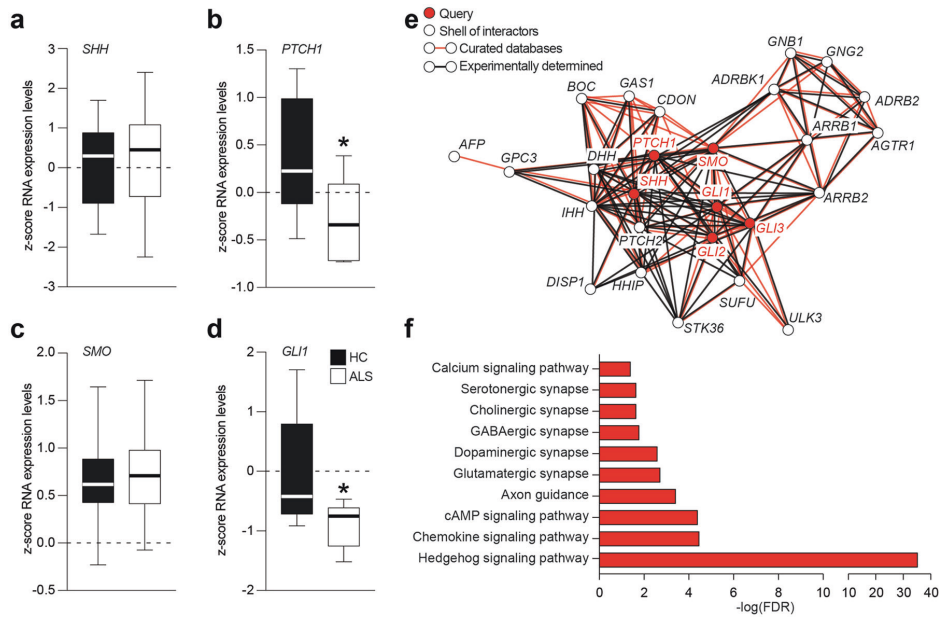 a
SHH
z-score RNA expression levels
3
2
1
0
-1
-2
-3
b
PTCH1
z-score RNA expression levels
1.5
1.0
0.5
0.0
-0.5
-1.0
*
c
SMO
z-score RNA expression levels
2.0
1.5
1.0
0.5
0.0
-0.5
d
GLI1
HC
ALS
z-score RNA expression levels
2
1
0
-1
-2
*
e
Query
Shell of interactors
Curated databases
Experimentally determined
GNB1
GNG2
ADRBK1
ADRB2
BOC
GAS1
CDON
ARRB1
AGTR1
AFP
GPC3
DHH
PTCH1
SMO
SHH
GLI1
ARRB2
IHH
PTCH2
GLI3
GLI2
DISP1
HHIP
SUFU
STK36
ULK3
f
Calcium signaling pathway
Serotonergic synapse
Cholinergic synapse
GABAergic synapse
Dopaminergic synapse
Glutamatergic synapse
Axon guidance
cAMP signaling pathway
Chemokine signaling pathway
Hedgehog signaling pathway
0 2 4 6 8 10 10 20 30 40
-log(FDR)